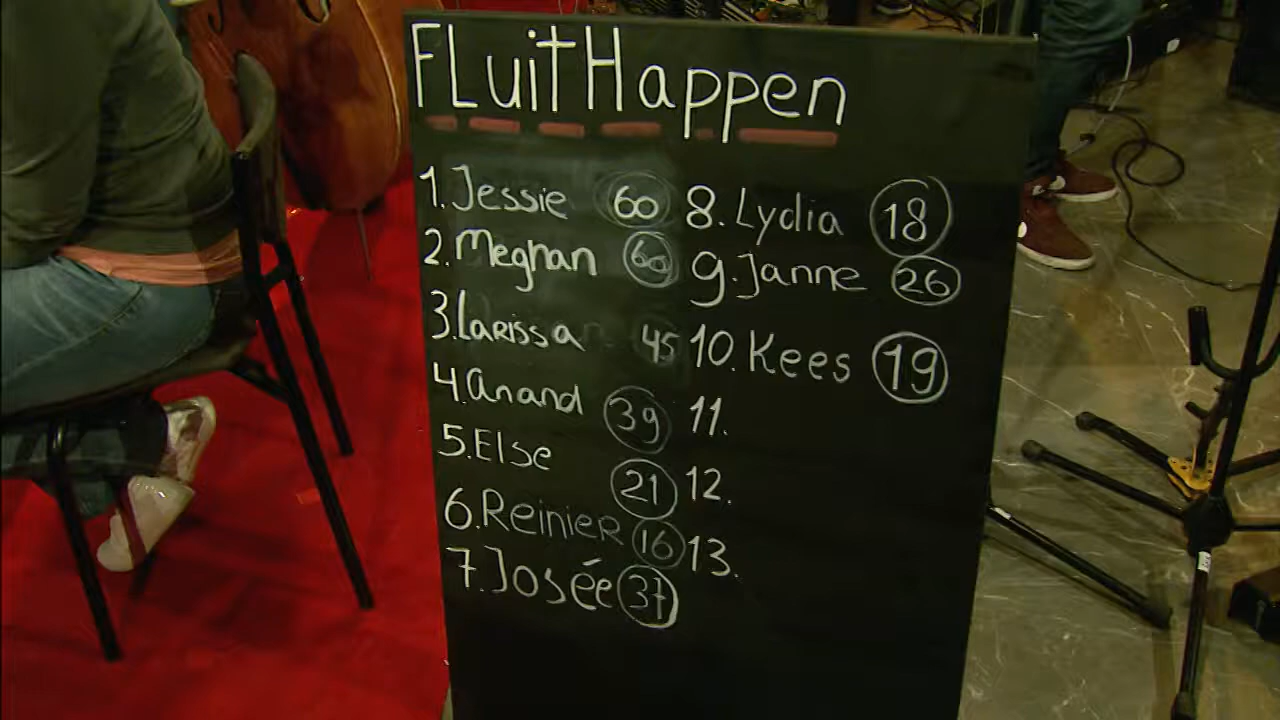 FLuitHappen
1. Jessie 60
2. Meghan 60
3. Larissa 45
4. Anand 39
5. Else 21
6. Reinier 16
7. Josée 37
8. Lydia 18
9. Janne 26
10. Kees 19
11.
12.
13.